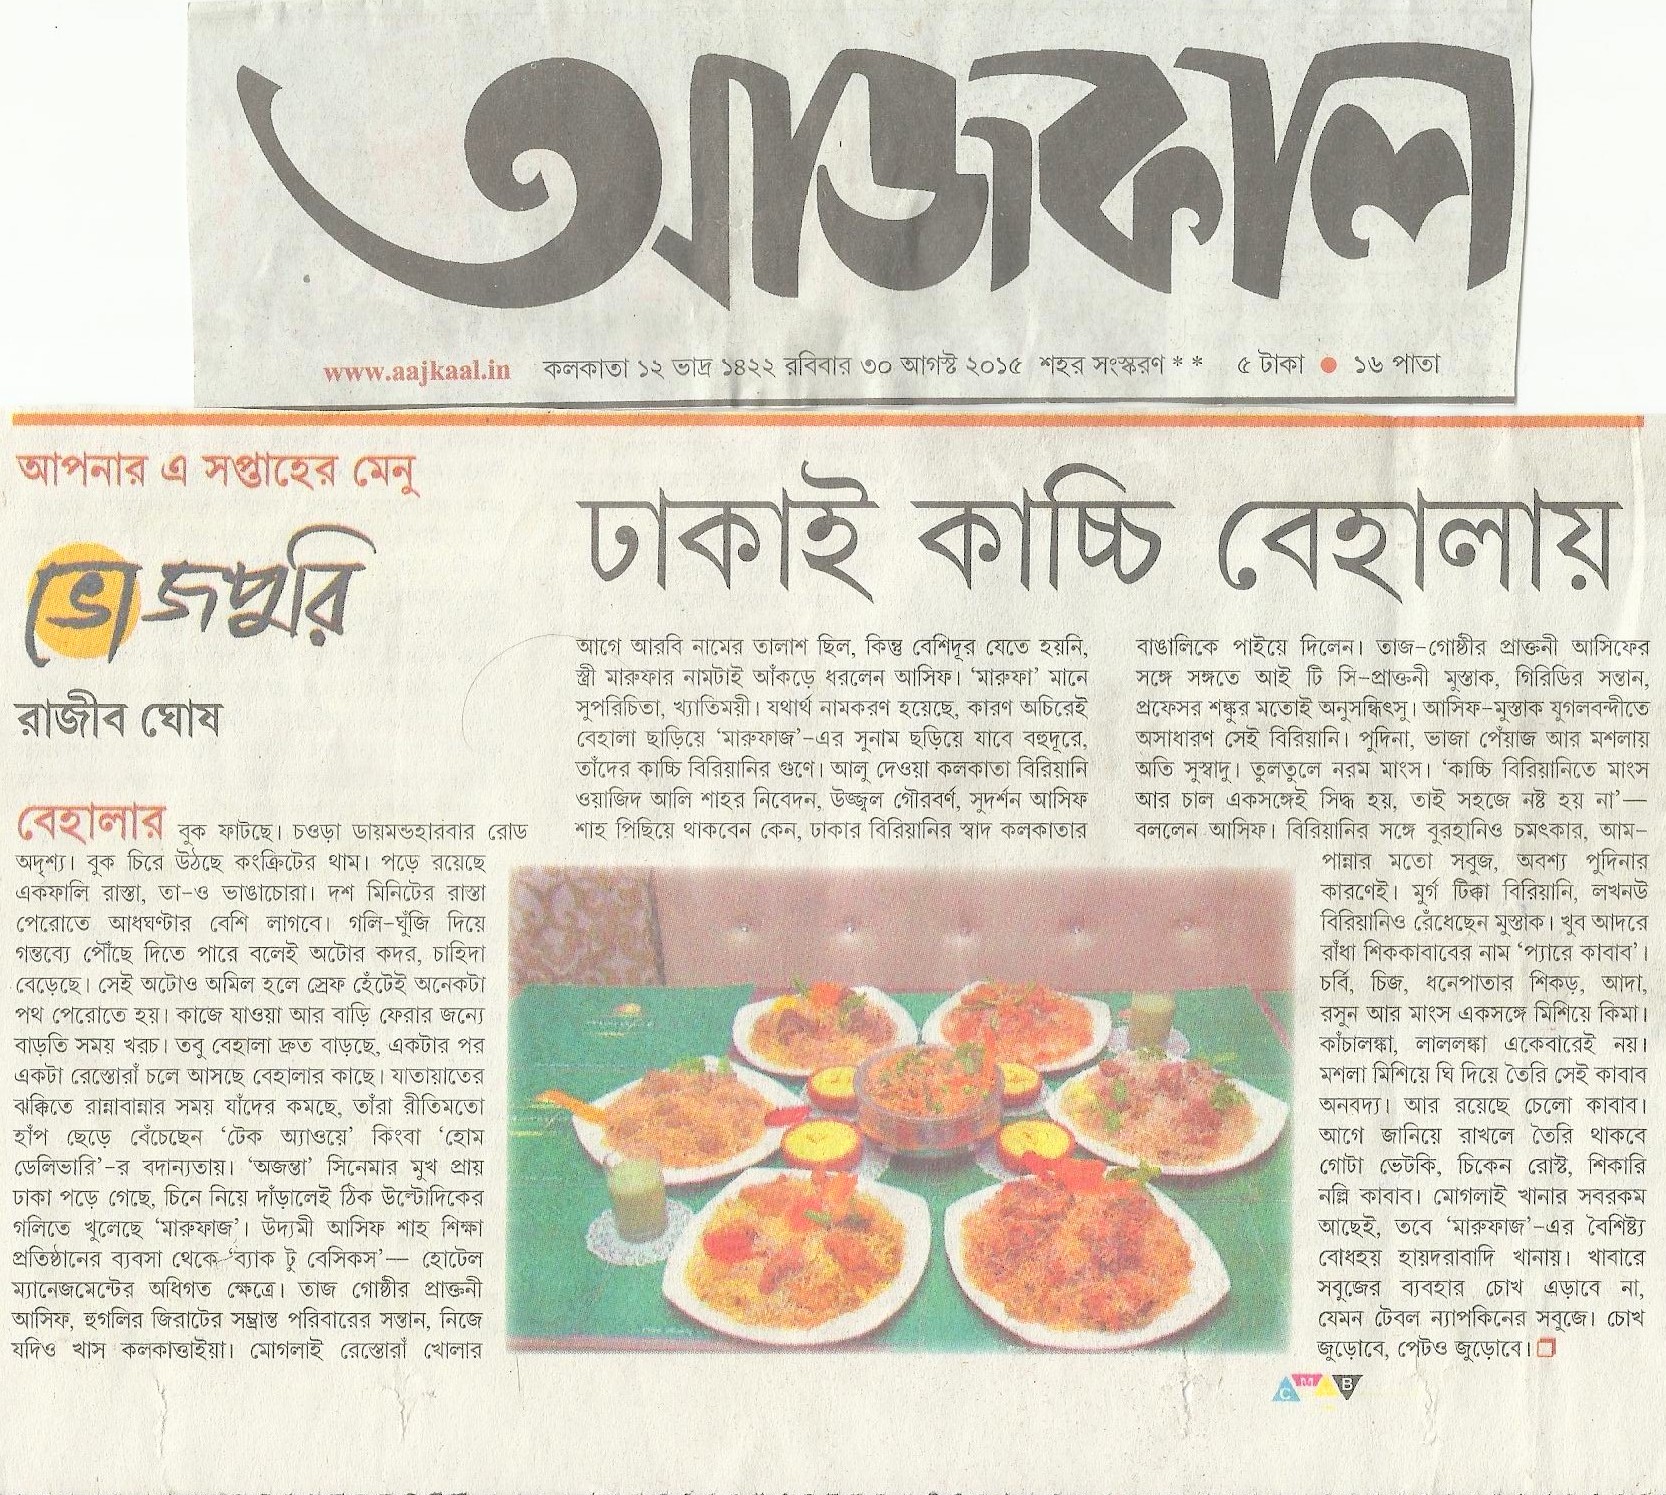 আজকাল
www.aajkaal.in কলকাতা ১২ ভাদ্র ১৪২২ রবিবার ৩০ আগস্ট ২০১৫ শহর সংস্করণ * * ৫ টাকা ● ১৬ পাতা
আপনার এ সপ্তাহের মেনু
ভোজপুরি
রাজীব ঘোষ
ঢাকাই কাচ্চি বেহালায়
বেহালার বুক ফাটছে। চওড়া ডায়মন্ডহারবার রোড
অদৃশ্য। বুক চিরে উঠছে কংক্রিটের থাম। পড়ে রয়েছে
একফালি রাস্তা, তা-ও ভাঙাচোরা। দশ মিনিটের রাস্তা
পেরোতে আধঘণ্টার বেশি লাগবে। গলি-ঘুঁজি দিয়ে
গন্তব্যে পৌঁছে দিতে পারে বলেই অটোর কদর, চাহিদা
বেড়েছে। সেই অটোও অমিল হলে স্রেফ হেঁটেই অনেকটা
পথ পেরোতে হয়। কাজে যাওয়া আর বাড়ি ফেরার জন্যে
বাড়তি সময় খরচ। তবু বেহালা দ্রুত বাড়ছে, একটার পর
একটা রেস্তোরাঁ চলে আসছে বেহালার কাছে। যাতায়াতের
ঝক্কিতে রান্নাবান্নার সময় যাঁদের কমছে, তাঁরা রীতিমতো
হাঁপ ছেড়ে বেঁচেছেন ‘টেক অ্যাওয়ে’ কিংবা ‘হোম
ডেলিভারি’-র বদান্যতায়। ‘অজন্তা’ সিনেমার মুখ প্রায়
ঢাকা পড়ে গেছে, চিনে নিয়ে দাঁড়ালেই ঠিক উল্টোদিকের
গলিতে খুলেছে ‘মারুফাজ’। উদ্যমী আসিফ শাহ শিক্ষা
প্রতিষ্ঠানের ব্যবসা থেকে ‘ব্যাক টু বেসিকস’— হোটেল
ম্যানেজমেন্টের অধিগত ক্ষেত্রে। তাজ গোষ্ঠীর প্রাক্তনী
আসিফ, হুগলির জিরাটের সম্ভ্রান্ত পরিবারের সন্তান, নিজে
যদিও খাস কলকাত্তাইয়া। মোগলাই রেস্তোরাঁ খোলার
আগে আরবি নামের তালাশ ছিল, কিন্তু বেশিদূর যেতে হয়নি,
স্ত্রী মারুফার নামটাই আঁকড়ে ধরলেন আসিফ। ‘মারুফা’ মানে
সুপরিচিতা, খ্যাতিময়ী। যথার্থ নামকরণ হয়েছে, কারণ অচিরেই
বেহালা ছাড়িয়ে ‘মারুফাজ’-এর সুনাম ছড়িয়ে যাবে বহুদূরে,
তাঁদের কাচ্চি বিরিয়ানির গুণে। আলু দেওয়া কলকাতা বিরিয়ানি
ওয়াজিদ আলি শাহর নিবেদন, উজ্জ্বল গৌরবর্ণ, সুদর্শন আসিফ
শাহ পিছিয়ে থাকবেন কেন, ঢাকার বিরিয়ানির স্বাদ কলকাতার
বাঙালিকে পাইয়ে দিলেন। তাজ-গোষ্ঠীর প্রাক্তনী আসিফের
সঙ্গে সঙ্গতে আই টি সি-প্রাক্তনী মুস্তাক, গিরিডির সন্তান,
প্রফেসর শঙ্কুর মতোই অনুসন্ধিৎসু। আসিফ-মুস্তাক যুগলবন্দীতে
অসাধারণ সেই বিরিয়ানি। পুদিনা, ভাজা পেঁয়াজ আর মশলায়
অতি সুস্বাদু। তুলতুলে নরম মাংস। ‘কাচ্চি বিরিয়ানিতে মাংস
আর চাল একসঙ্গেই সিদ্ধ হয়, তাই সহজে নষ্ট হয় না’—
বললেন আসিফ। বিরিয়ানির সঙ্গে বুরহানিও চমৎকার, আম-
পান্নার মতো সবুজ, অবশ্য পুদিনার
কারণেই। মুর্গ টিক্কা বিরিয়ানি, লখনউ
বিরিয়ানিও রেঁধেছেন মুস্তাক। খুব আদরে
রাঁধা শিককাবাবের নাম ‘প্যারে কাবাব’।
চর্বি, চিজ, ধনেপাতার শিকড়, আদা,
রসুন আর মাংস একসঙ্গে মিশিয়ে কিমা।
কাঁচালঙ্কা, লাললঙ্কা একেবারেই নয়।
মশলা মিশিয়ে ঘি দিয়ে তৈরি সেই কাবাব
অনবদ্য। আর রয়েছে চেলো কাবাব।
আগে জানিয়ে রাখলে তৈরি থাকবে
গোটা ভেটকি, চিকেন রোস্ট, শিকারি
নল্লি কাবাব। মোগলাই খানার সবরকম
আছেই, তবে ‘মারুফাজ’-এর বৈশিষ্ট্য
বোধহয় হায়দরাবাদি খানায়। খাবারে
সবুজের ব্যবহার চোখ এড়াবে না,
যেমন টেবল ন্যাপকিনের সবুজে। চোখ
জুড়োবে, পেটও জুড়োবে।
C M B